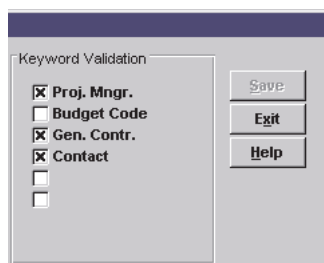 Keyword Validation
Proj. Mngr.
Budget Code
Gen. Contr.
Contact
Save
Exit
Help